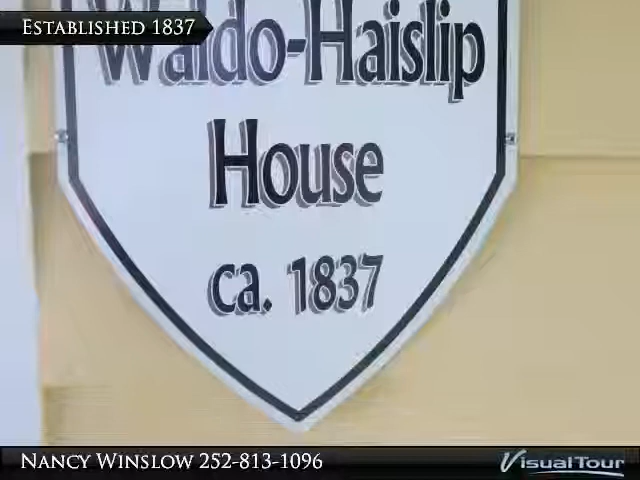 Established 1837
Waldo-Haislip
House
ca. 1837
Nancy Winslow 252-813-1096
VisualTour